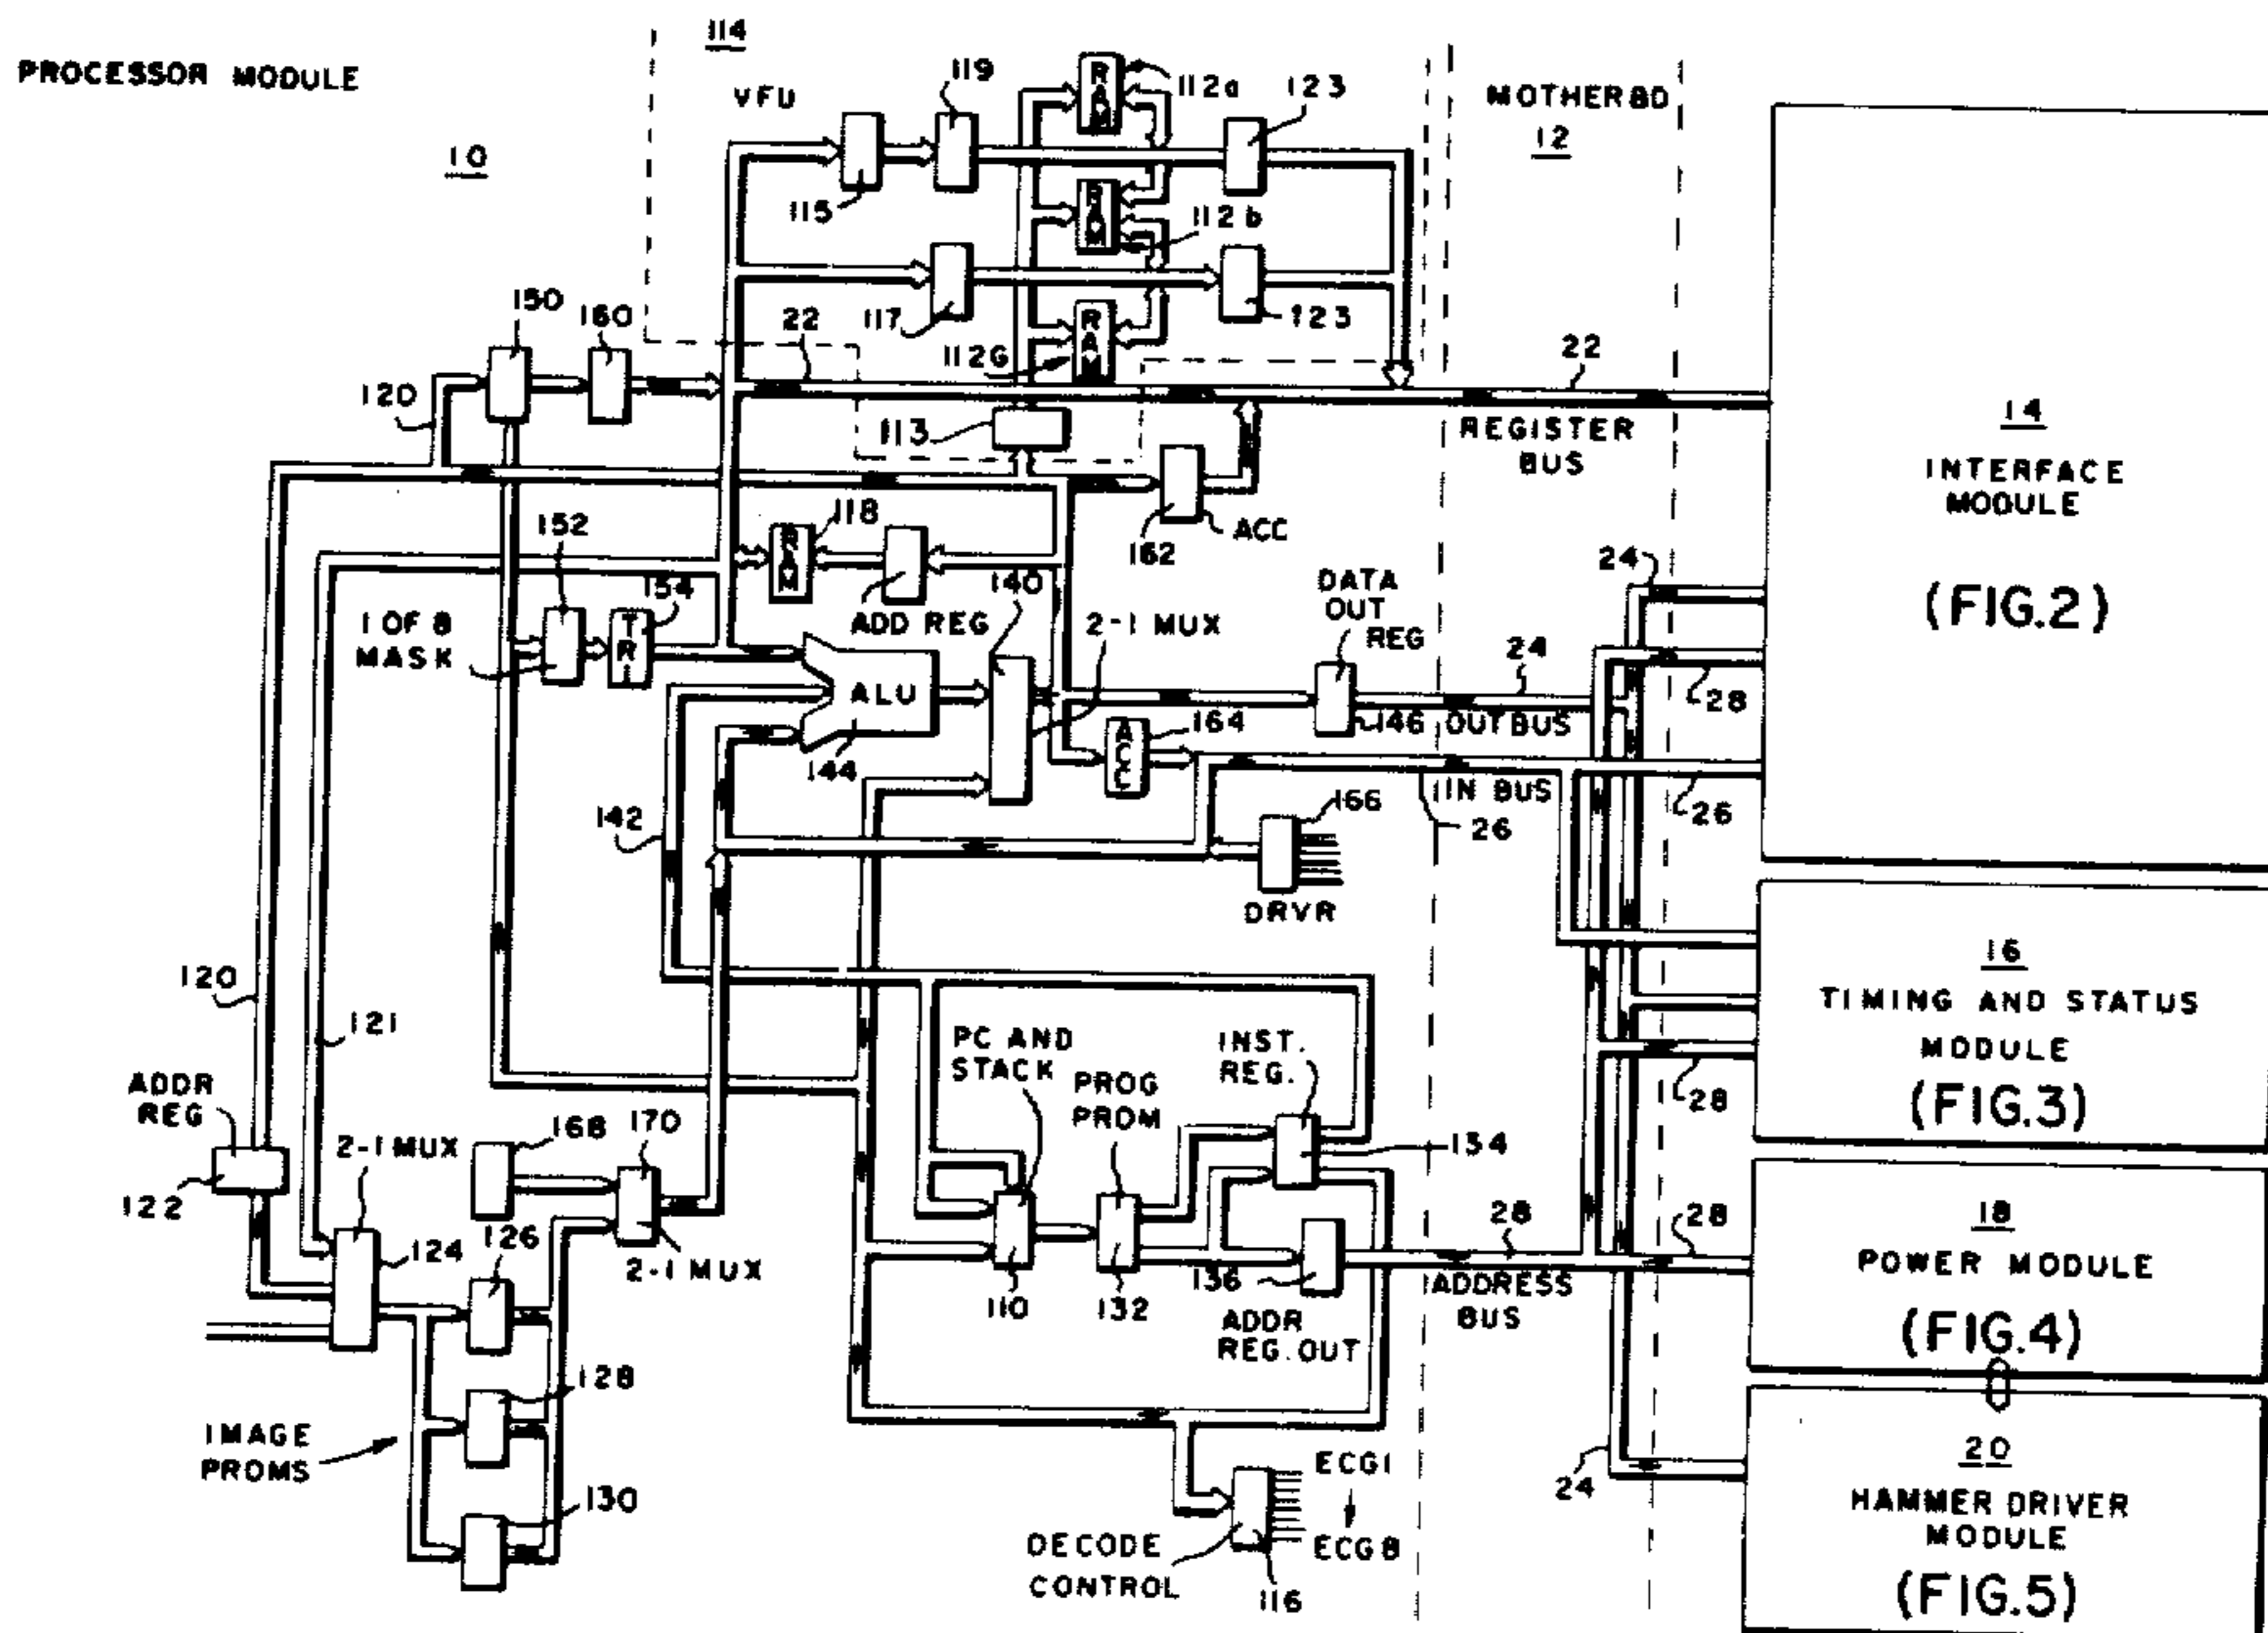 PROCESSOR MODULE
10
114
VFU
119
115
RAM
112a
123
MOTHERBD
12
RAM
112b
117
123
RAM
112G
150
160
120
22
113
22
REGISTER
BUS
14
INTERFACE
MODULE
(FIG.2)
162
ACC
152
1 OF 8
MASK
154
118
RAM
ADD REG
140
2-1 MUX
DATA
OUT
REG
24
24
28
ALU
144
146
OUTBUS
164
ACC
IN BUS
26
26
142
166
DRVR
120
121
16
TIMING AND STATUS
MODULE
(FIG.3)
28
PC AND
STACK
PROG
PROM
INST.
REG.
134
ADDR
REG
122
2-1 MUX
124
168
170
2-1 MUX
126
110
132
136
ADDR
REG. OUT
28
ADDRESS
BUS
28
18
POWER MODULE
(FIG.4)
128
IMAGE
PROMS
130
24
DECODE
CONTROL
116
ECG1
ECG8
20
HAMMER DRIVER
MODULE
(FIG.5)